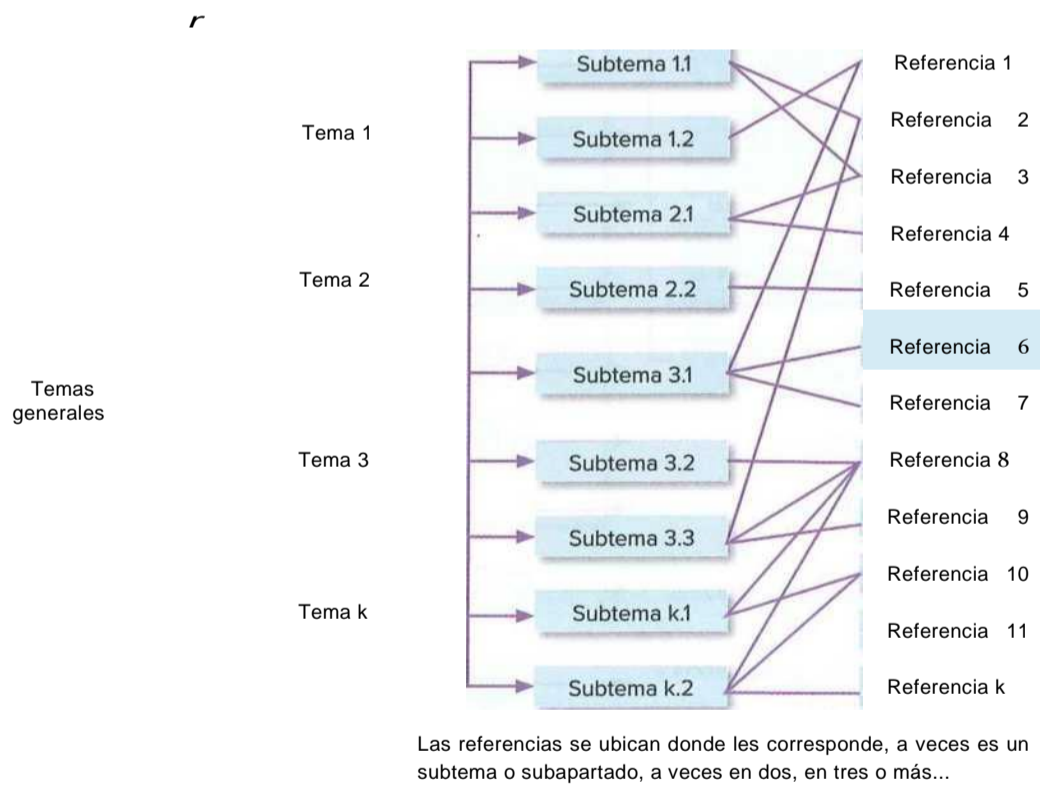 r
Temas
generales
Tema 1
Tema 2
Tema 3
Tema k
Subtema 1.1
Subtema 1.2
Subtema 2.1
Subtema 2.2
Subtema 3.1
Subtema 3.2
Subtema 3.3
Subtema k.1
Subtema k.2
Referencia 1
Referencia 2
Referencia 3
Referencia 4
Referencia 5
Referencia 6
Referencia 7
Referencia 8
Referencia 9
Referencia 10
Referencia 11
Referencia k
Las referencias se ubican donde les corresponde, a veces es un
subtema o subapartado, a veces en dos, en tres o más...